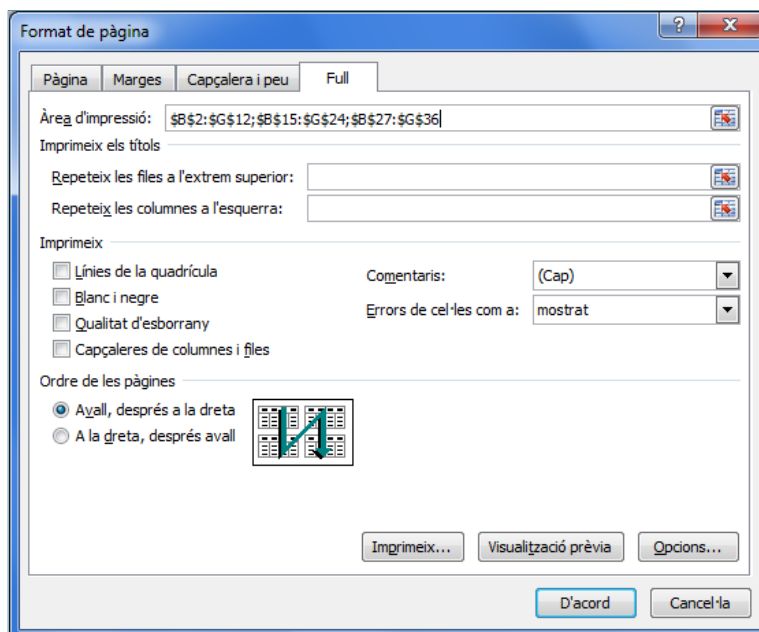 Format de pàgina
Pàgina Marges Capçalera i peu Full
Àrea d'impressió: $B$2:$G$12;$B$15:$G$24;$B$27:$G$36
Imprimeix els títols
Repeteix les files a l'extrem superior:
Repeteix les columnes a l'esquerra:
Imprimeix
Línies de la quadrícula
Comentaris: (Cap)
Blanc i negre
Errors de cel·les com a: mostrat
Qualitat d'esborrany
Capçaleres de columnes i files
Ordre de les pàgines
Avall, després a la dreta
A la dreta, després avall
Imprimeix... Visualització prèvia Opcions...
D'acord Cancel·la